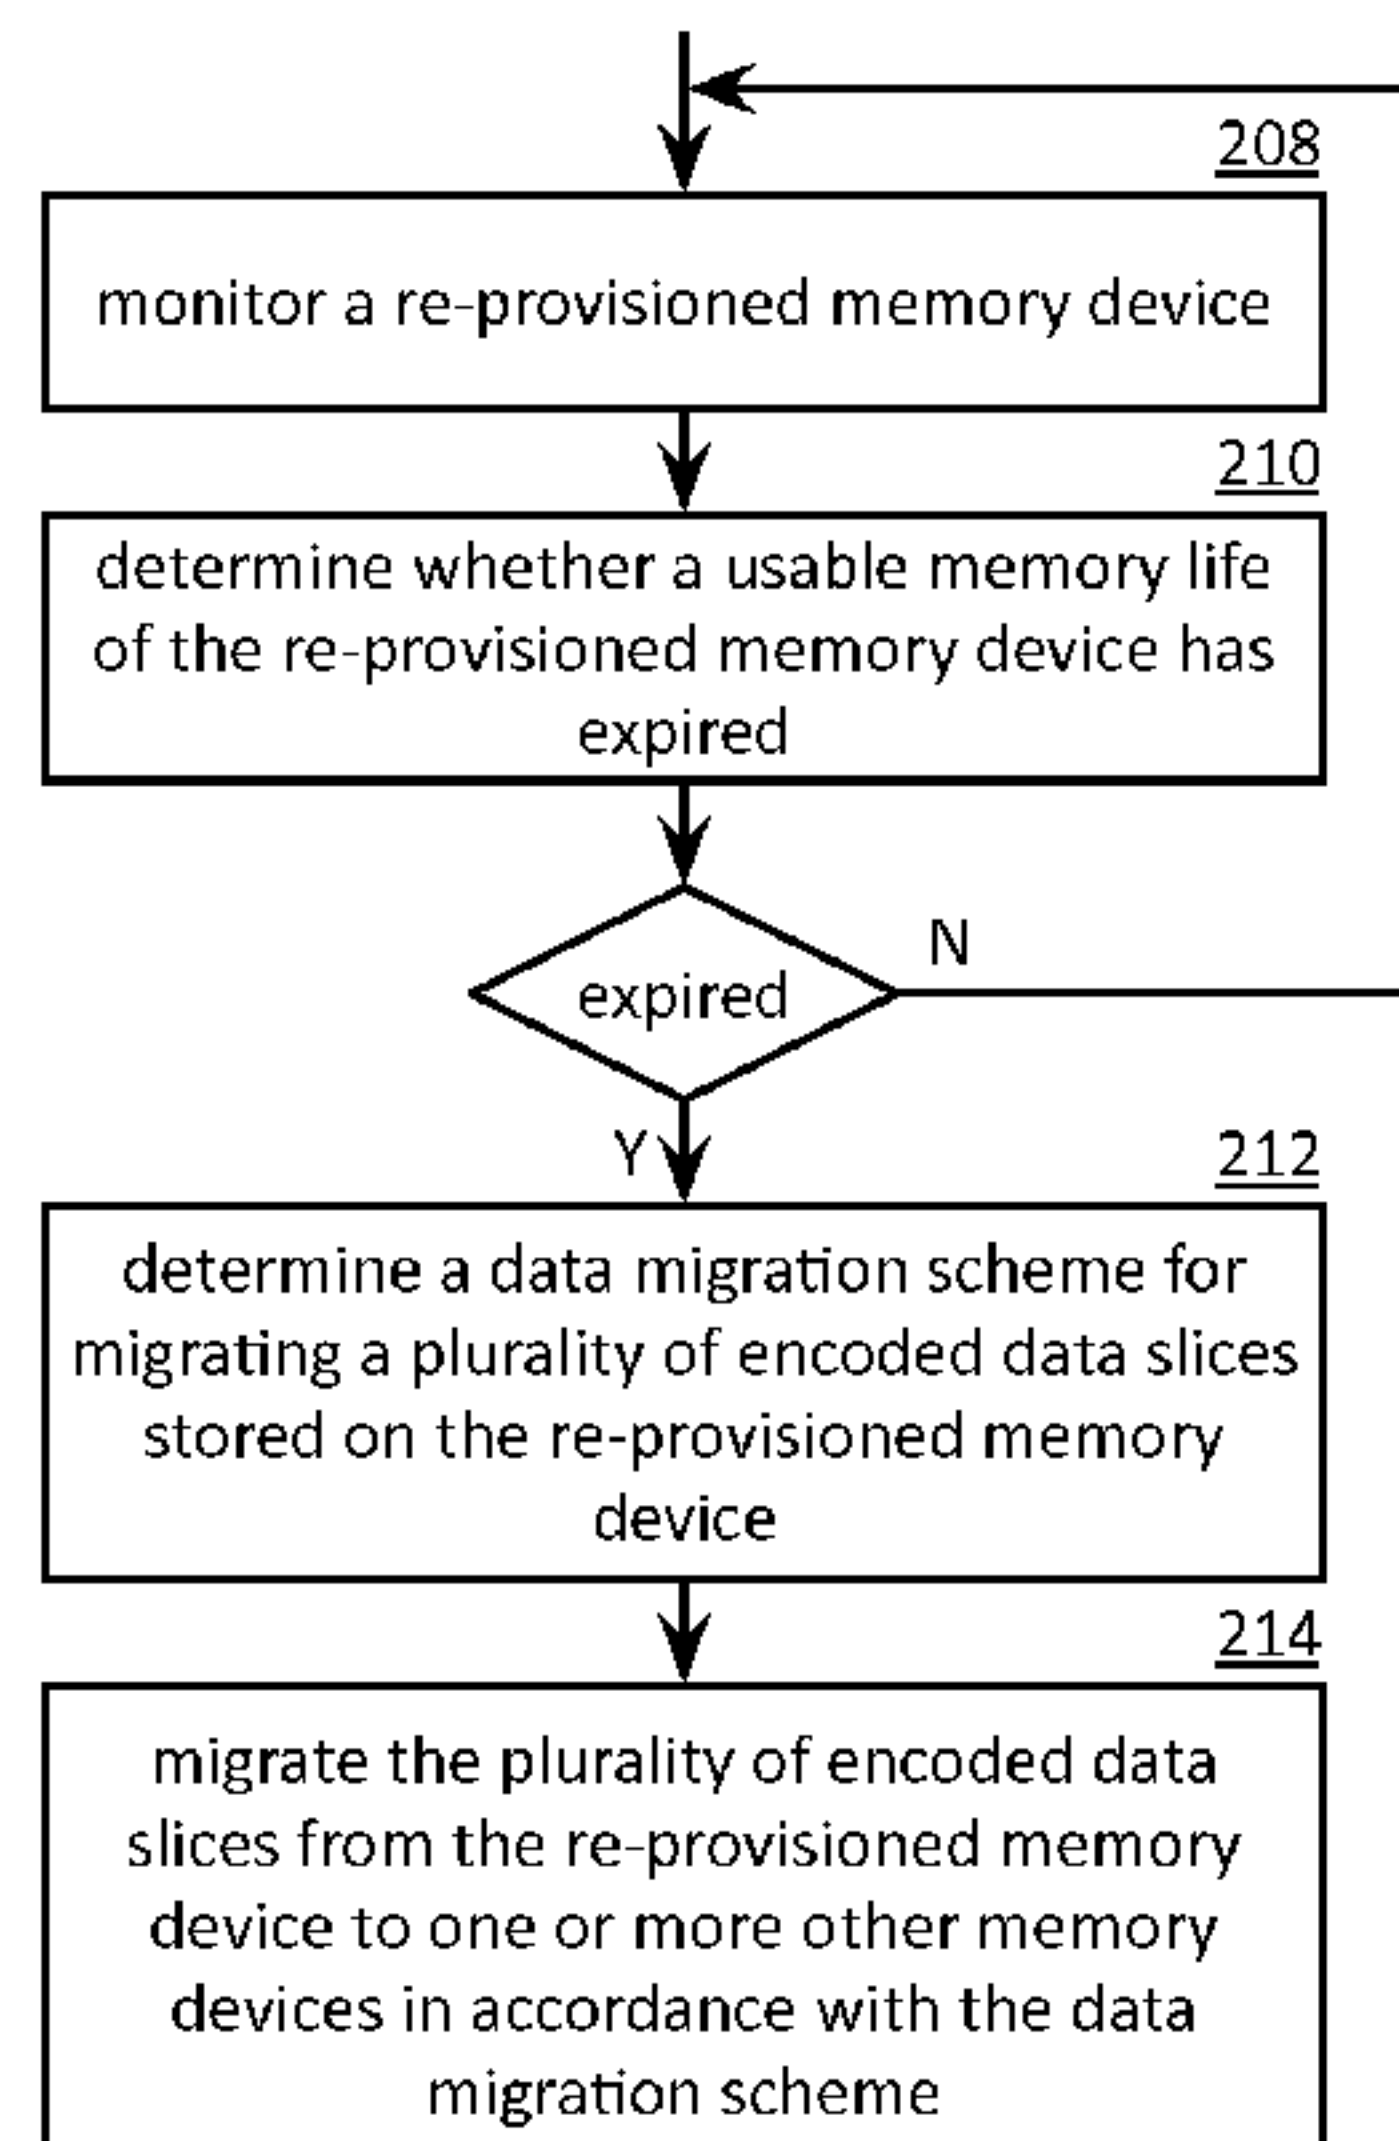 208
monitor a re-provisioned memory device
210
determine whether a usable memory life
of the re-provisioned memory device has
expired
expired
N
Y
212
determine a data migration scheme for
migrating a plurality of encoded data slices
stored on the re-provisioned memory
device
214
migrate the plurality of encoded data
slices from the re-provisioned memory
device to one or more other memory
devices in accordance with the data
migration scheme